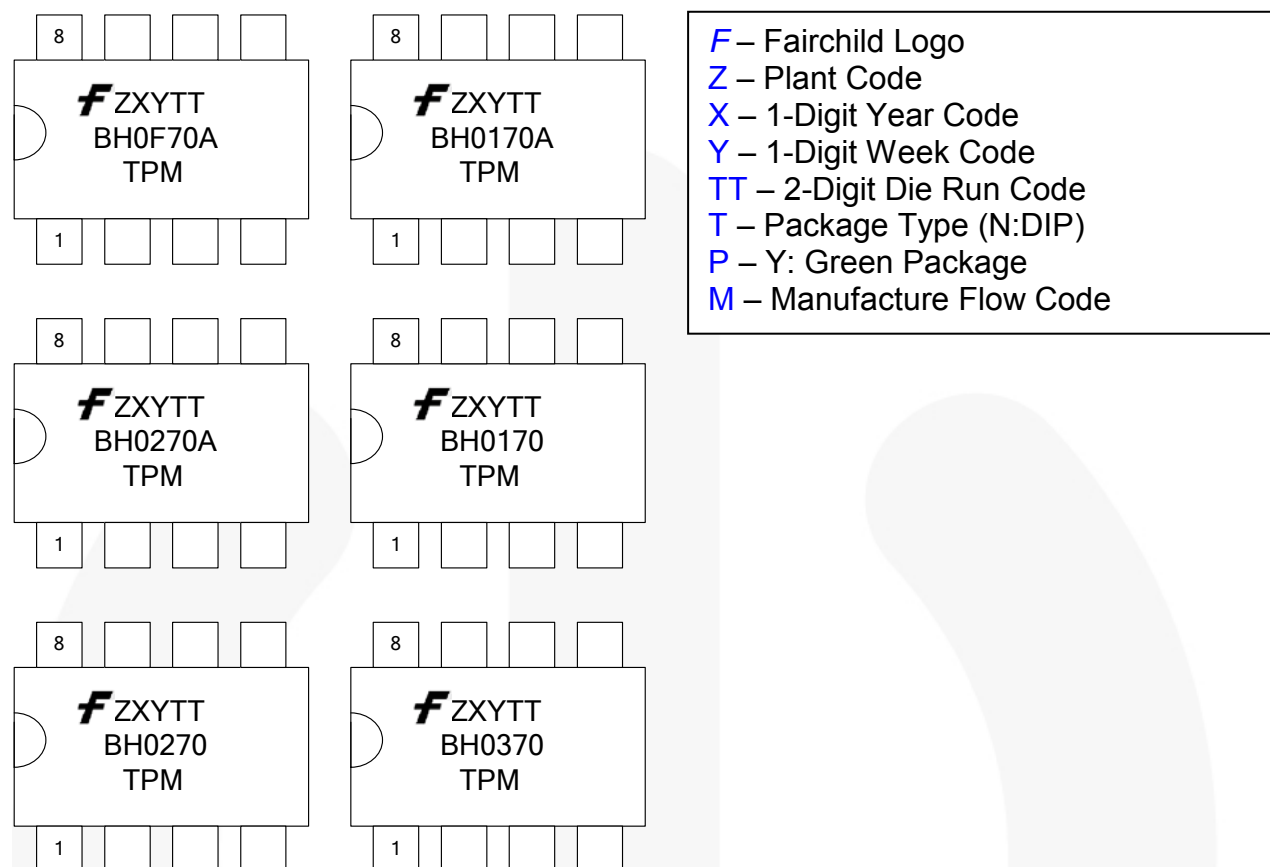 8
F ZXYTT
BH0F70A
TPM
1
8
F ZXYTT
BH0170A
TPM
1
8
F ZXYTT
BH0270A
TPM
1
8
F ZXYTT
BH0170
TPM
1
8
F ZXYTT
BH0270
TPM
1
8
F ZXYTT
BH0370
TPM
1
F – Fairchild Logo
Z – Plant Code
X – 1-Digit Year Code
Y – 1-Digit Week Code
TT – 2-Digit Die Run Code
T – Package Type (N:DIP)
P – Y: Green Package
M – Manufacture Flow Code